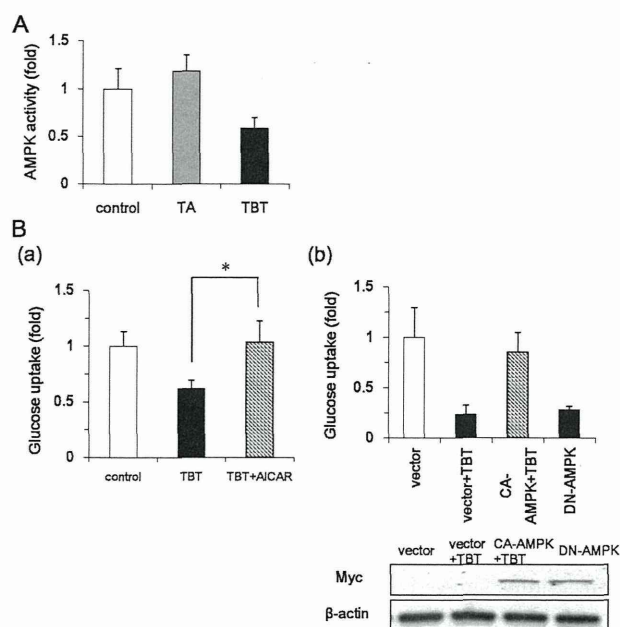 A
AMPK activity (fold)
1.5
1
0.5
0
control TA TBT
B
(a)
Glucose uptake (fold)
1.5
1
0.5
0
*
control TBT TBT+AICAR
(b)
Glucose uptake (fold)
1.5
1
0.5
0
vector
vector+TBT
CA-
AMPK+TBT
DN-AMPK
vector vector CA-AMPK DN-AMPK
+TBT +TBT
Myc
β-actin